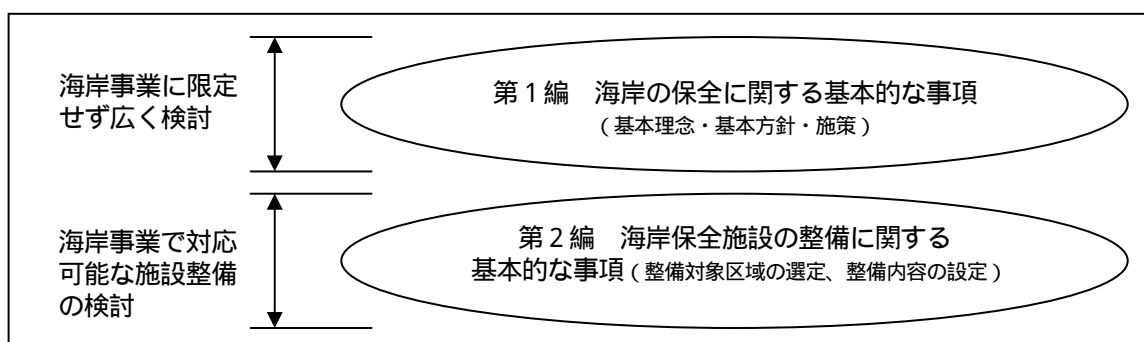 海岸事業に限定
せず広く検討
第1編　海岸の保全に関する基本的な事項
（基本理念・基本方針・施策）
海岸事業で対応
可能な施設整備
の検討
第2編　海岸保全施設の整備に関する
基本的な事項（整備対象区域の選定、整備内容の設定）